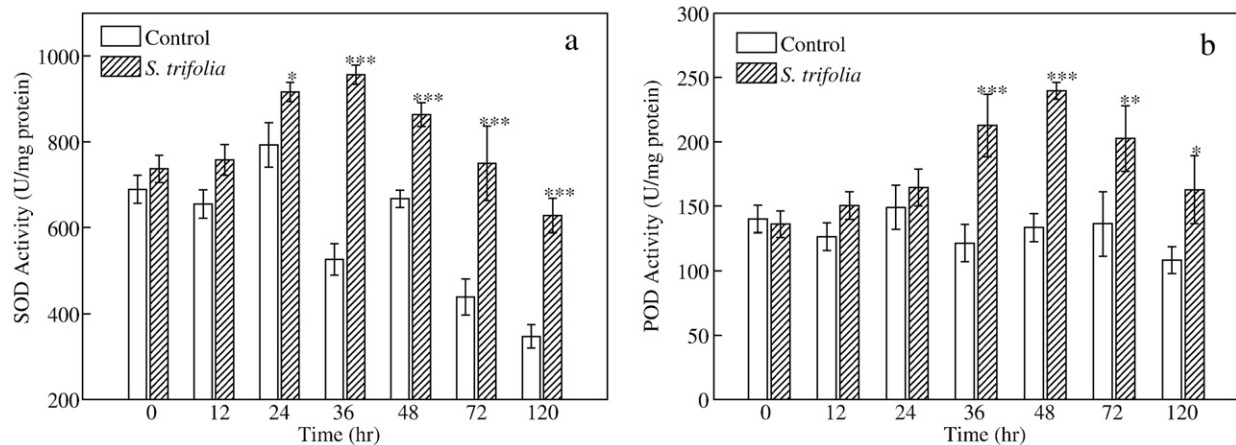 a
Control
S. trifolia
SOD Activity (U/mg protein)
1000
800
600
400
200
*
***
***
***
***
0 12 24 36 48 72 120
Time (hr)
b
Control
S. trifolia
POD Activity (U/mg protein)
300
250
200
150
100
50
0
***
***
**
*
0 12 24 36 48 72 120
Time (hr)